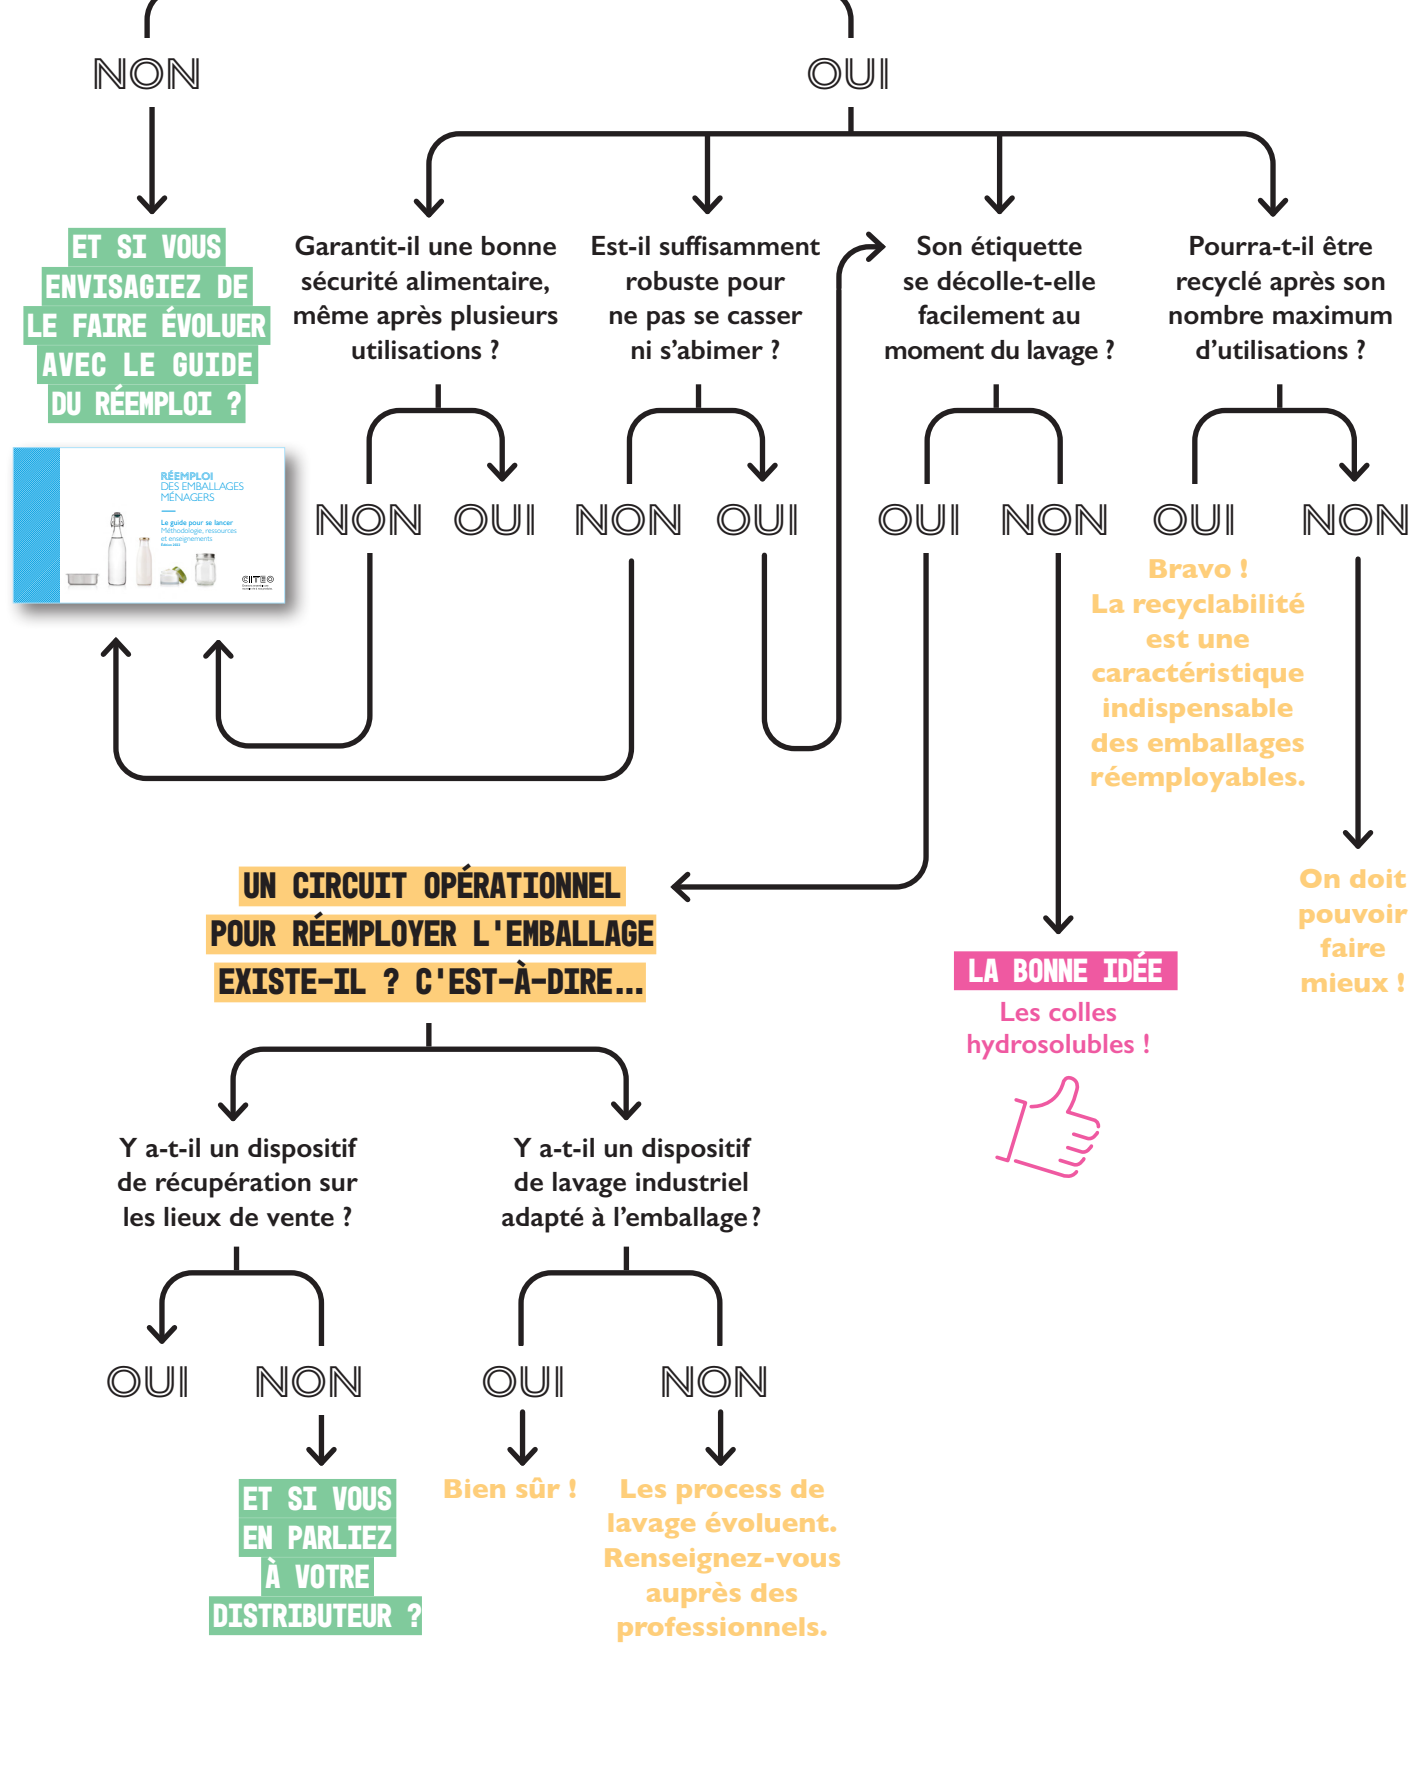 NON
OUI
ET SI VOUS
ENVISAGIEZ DE
LE FAIRE ÉVOLUER
AVEC LE GUIDE
DU RÉEMPLOI ?
Garantit-il une bonne
sécurité alimentaire,
même après plusieurs
utilisations ?
Est-il suffisamment
robuste pour
ne pas se casser
ni s’abimer ?
Son étiquette
se décolle-t-elle
facilement au
moment du lavage ?
Pourra-t-il être
recyclé après son
nombre maximum
d’utilisations ?
RÉEMPLOI
DES EMBALLAGES
MÉNAGERS
Le guide pour se lancer
Méthodologie, ressources
et enseignements
CITEO
NON
OUI
NON
OUI
OUI
NON
OUI
NON
Bravo !
La recyclabilité
est une
caractéristique
indispensable
des emballages
réemployables.
On doit
pouvoir
faire
mieux !
UN CIRCUIT OPÉRATIONNEL
POUR RÉEMPLOYER L'EMBALLAGE
EXISTE-IL ? C'EST-À-DIRE...
LA BONNE IDÉE
Les colles
hydrosolubles !
Y a-t-il un dispositif
de récupération sur
les lieux de vente ?
Y a-t-il un dispositif
de lavage industriel
adapté à l’emballage ?
OUI
NON
OUI
NON
ET SI VOUS
EN PARLIEZ
À VOTRE
DISTRIBUTEUR ?
Bien sûr !
Les process de
lavage évoluent.
Renseignez-vous
auprès des
professionnels.